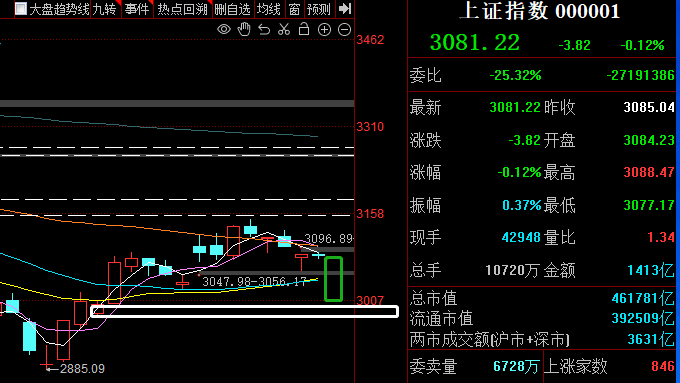 大盘趋势线 九转 事件 热点回溯 删自选 均线 窗 预测
3462
3310
3158
3007
3096.89
3047.98-3056.17
2885.09
上证指数 000001
3081.22 -3.82 -0.12%
委比 -25.32% -27191386
最新 3081.22 昨收 3085.04
涨跌 -3.82 开盘 3084.23
涨幅 -0.12% 最高 3088.47
振幅 0.37% 最低 3077.17
现手 42948 量比 1.34
总手 10720万 金额 1413亿
总市值 461781亿
流通市值 392509亿
两市成交额(沪市+深市) 3631亿
委卖量 6728万 上涨家数 846